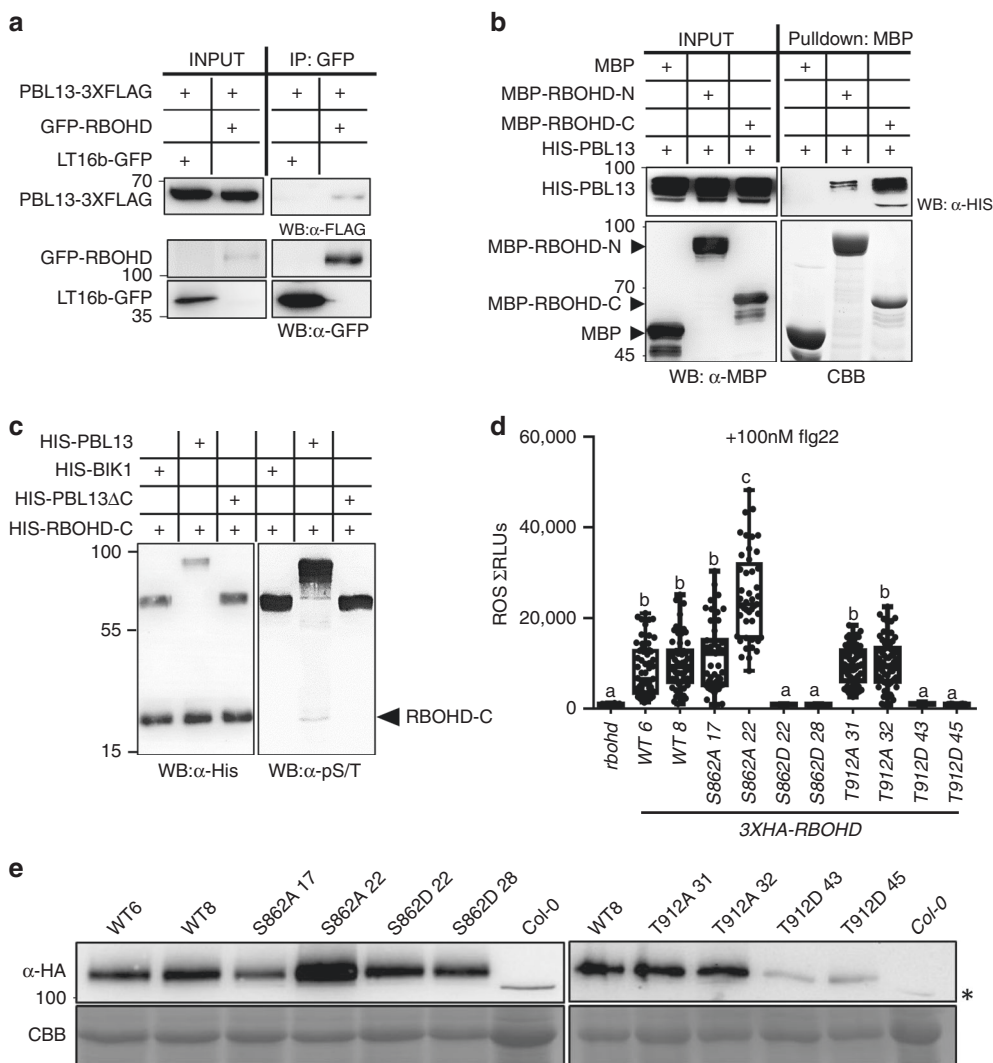 a
INPUT IP: GFP
PBL13-3XFLAG + + + +
GFP-RBOHD + +
LT16b-GFP + +
70
PBL13-3XFLAG
WB:α-FLAG
GFP-RBOHD
100
LT16b-GFP
35
WB:α-GFP
b
INPUT Pulldown: MBP
MBP + +
MBP-RBOHD-N + +
MBP-RBOHD-C + +
HIS-PBL13 + + + + + +
100
HIS-PBL13
WB: α-HIS
100
MBP-RBOHD-N
70
MBP-RBOHD-C
MBP
45
WB: α-MBP CBB
c
HIS-PBL13 + +
HIS-BIK1 + +
HIS-PBL13ΔC + +
HIS-RBOHD-C + + + + + +
100
55
RBOHD-C
15
WB:α-His WB:α-pS/T
d
+100nM flg22
ROS ΣRLUs
60,000
40,000
20,000
0
a b b b c a a b b a a
rbohd
WT 6
WT 8
S862A 17
S862A 22
S862D 22
S862D 28
T912A 31
T912A 32
T912D 43
T912D 45
3XHA-RBOHD
e
WT6 WT8 S862A 17 S862A 22 S862D 22 S862D 28 Col-0 WT8 T912A 31 T912A 32 T912D 43 T912D 45 Col-0
α-HA
100
*
CBB